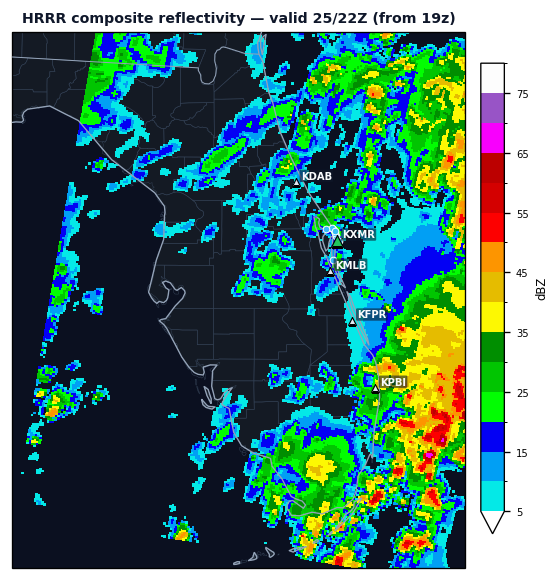 HRRR composite reflectivity — valid 25/22Z (from 19z)
KDAB
KXMR
KMLB
KFPR
KPBI
75
65
55
45
35
25
15
5
dBZ